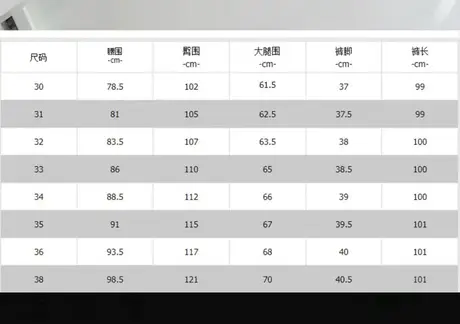 尺码 腰围 臀围 大腿围 裤脚 裤长
-cm- -cm- -cm- -cm- -cm-
30 78.5 102 61.5 37 99
31 81 105 62.5 37.5 99
32 83.5 107 63.5 38 100
33 86 110 65 38.5 100
34 88.5 112 66 39 100
35 91 115 67 39.5 101
36 93.5 117 68 40 101
38 98.5 121 70 40.5 101